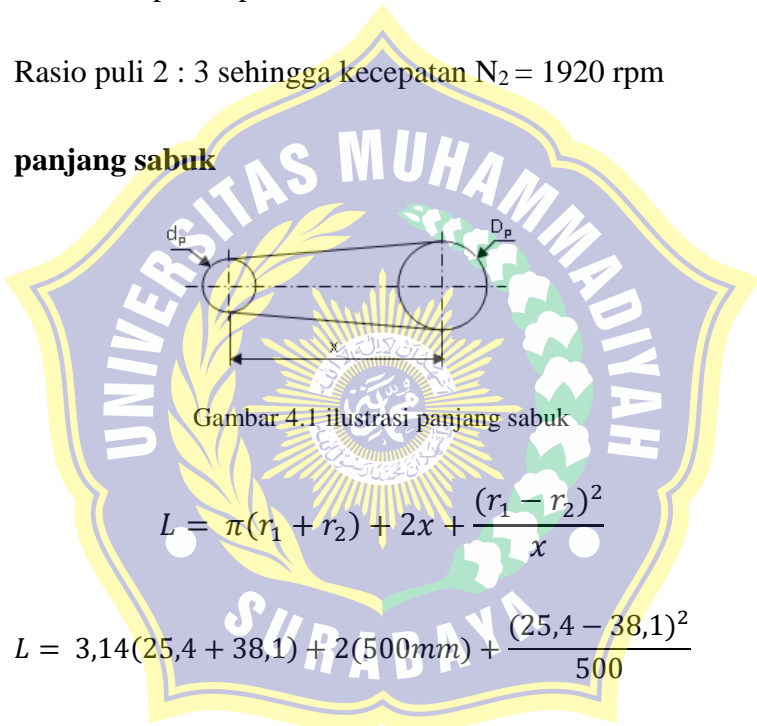 Rasio puli 2 : 3 sehingga kecepatan N₂ = 1920 rpm
panjang sabuk
UNIVERSITAS MUHAMMADIYAH
dₚ
Dₚ
x
Gambar 4.1 ilustrasi panjang sabuk
L = π(r₁ + r₂) + 2x + (r₁ − r₂)²/x
L = 3,14(25,4 + 38,1) + 2(500mm) + (25,4 − 38,1)²/500
SURABAYA